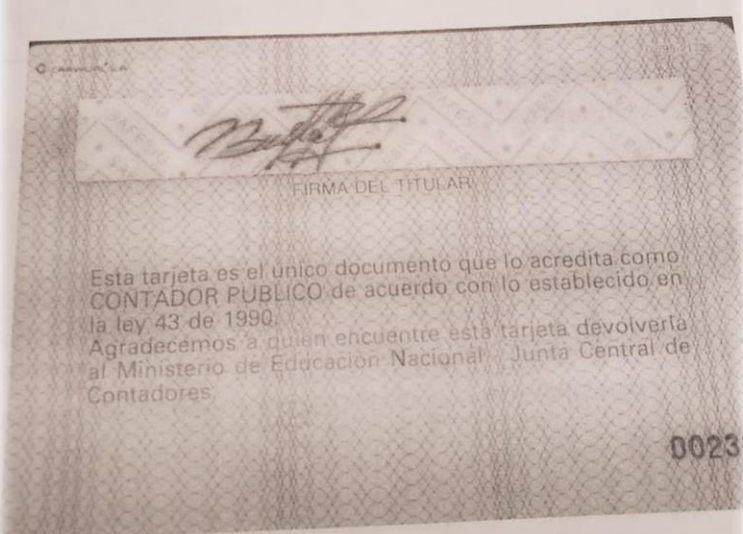 CARVAJAL S.A.
FIRMA DEL TITULAR
Esta tarjeta es el único documento que lo acredita como
CONTADOR PUBLICO de acuerdo con lo establecido en
la ley 43 de 1990.
Agradecemos a quien encuentre esta tarjeta devolverla
al Ministerio de Educación Nacional - Junta Central de
Contadores.
0023